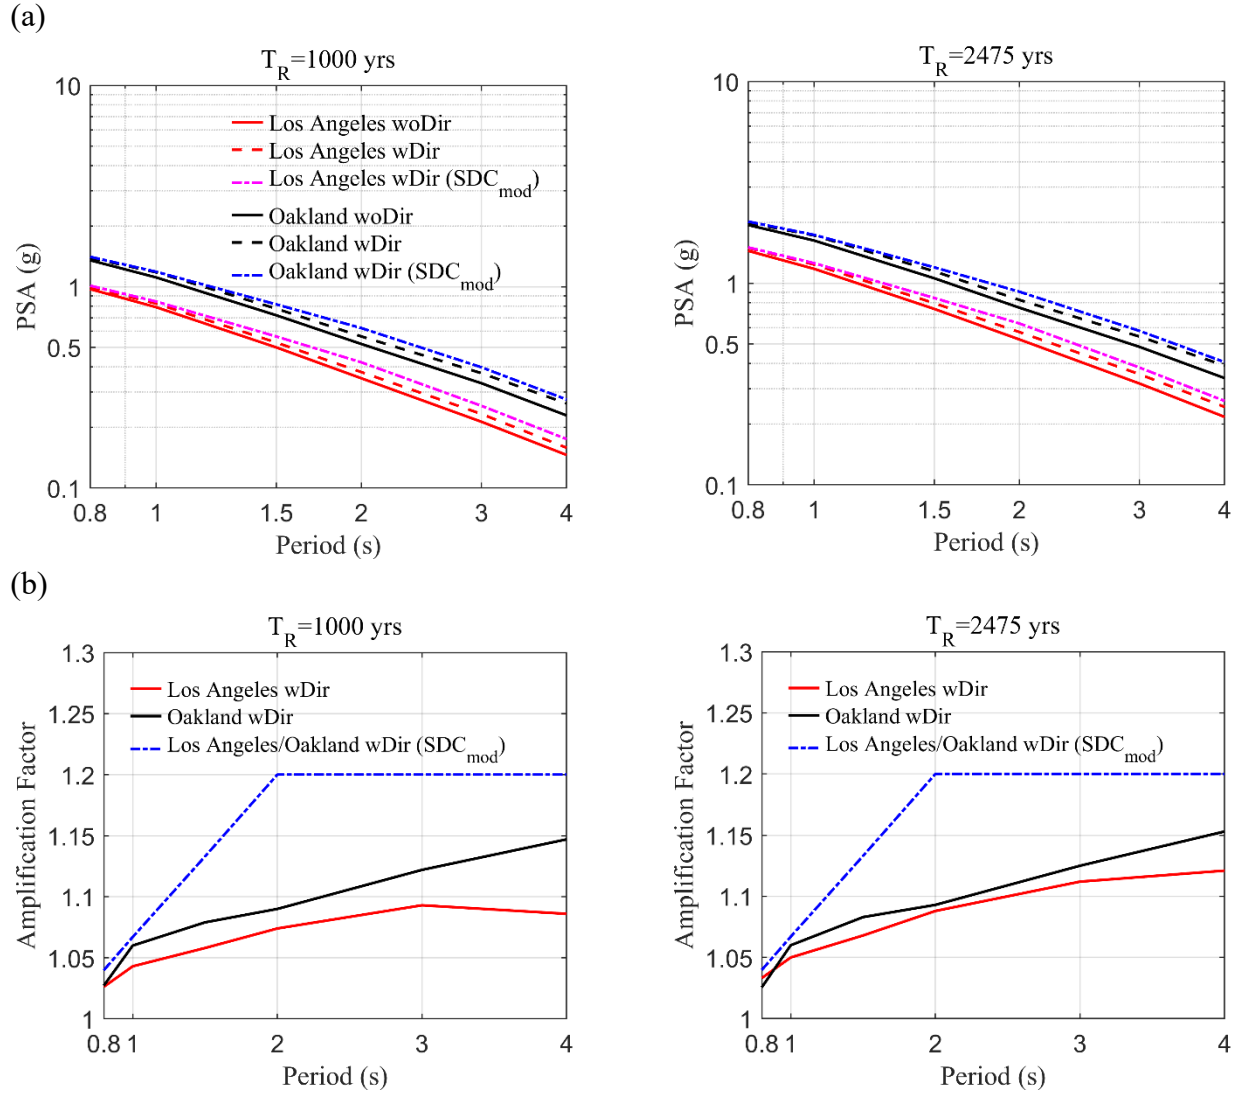 (a)
T_R=1000 yrs
10
1
0.5
0.1
PSA (g)
Los Angeles woDir
Los Angeles wDir
Los Angeles wDir (SDC_mod)
Oakland woDir
Oakland wDir
Oakland wDir (SDC_mod)
0.8 1 1.5 2 3 4
Period (s)
T_R=2475 yrs
10
1
0.5
0.1
PSA (g)
0.8 1 1.5 2 3 4
Period (s)
(b)
T_R=1000 yrs
1.3
1.25
1.2
1.15
1.1
1.05
1
Amplification Factor
Los Angeles wDir
Oakland wDir
Los Angeles/Oakland wDir (SDC_mod)
0.8 1 2 3 4
Period (s)
T_R=2475 yrs
1.3
1.25
1.2
1.15
1.1
1.05
1
Amplification Factor
Los Angeles wDir
Oakland wDir
Los Angeles/Oakland wDir (SDC_mod)
0.8 1 2 3 4
Period (s)